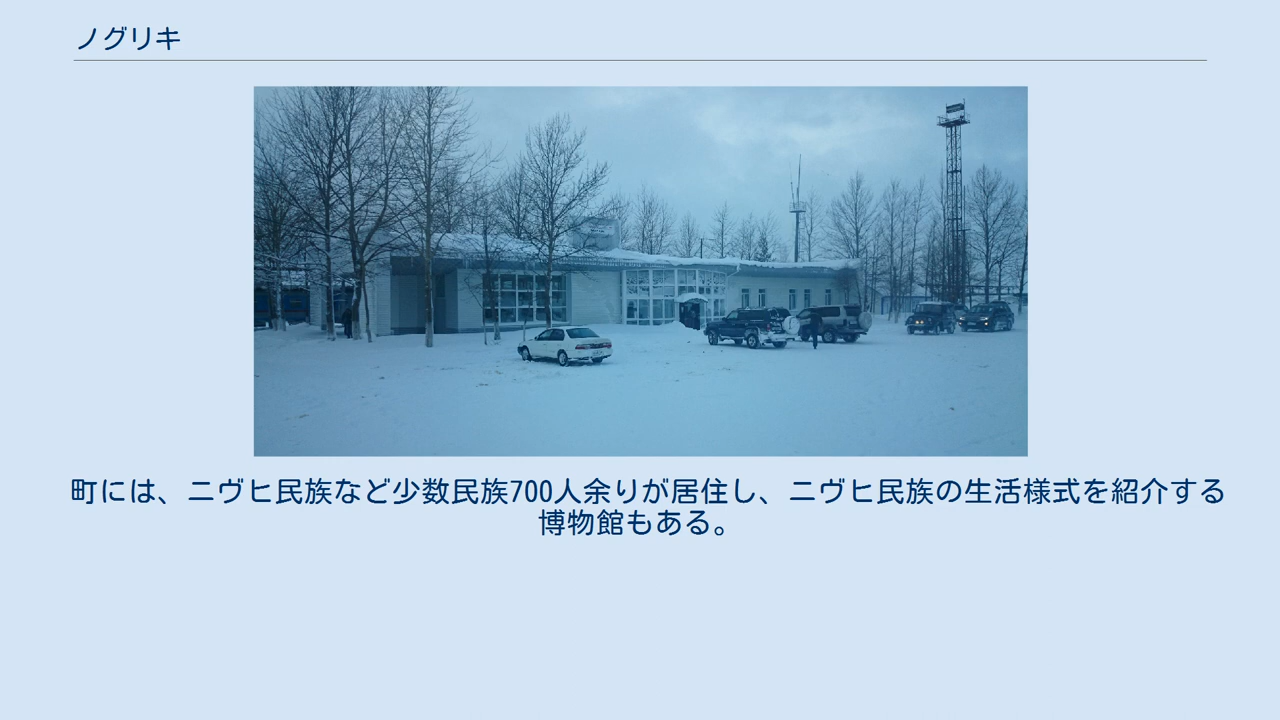 ノグリキ
町には、ニヴヒ民族など少数民族700人余りが居住し、ニヴヒ民族の生活様式を紹介する
博物館もある。